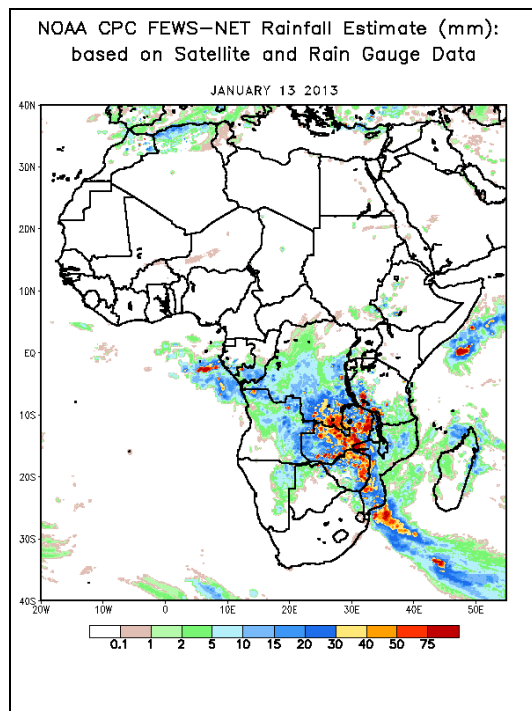 NOAA CPC FEWS-NET Rainfall Estimate (mm):
based on Satellite and Rain Gauge Data
JANUARY 13 2013
40N
30N
20N
10N
EQ
10S
20S
30S
40S
20W 10W 0 10E 20E 30E 40E 50E
0.1 1 2 5 10 15 20 30 40 50 75